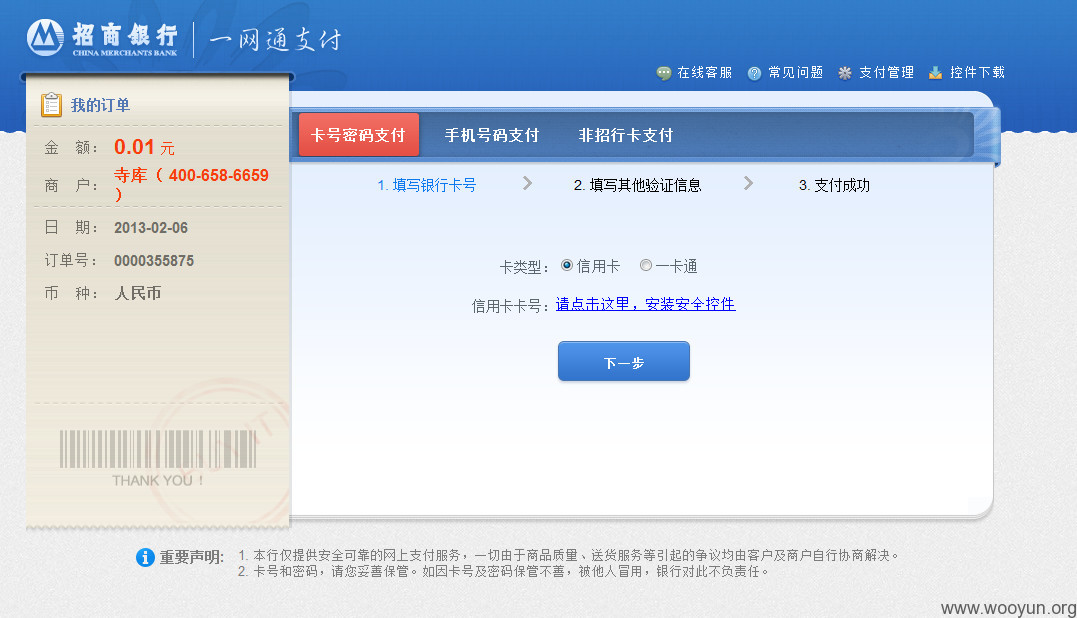 招商银行
CHINA MERCHANTS BANK
一网通支付
在线客服 常见问题 支付管理 控件下载
我的订单
金 额： 0.01 元
商 户： 寺库（ 400-658-6659
）
日 期： 2013-02-06
订单号： 0000355875
币 种： 人民币
THANK YOU !
卡号密码支付 手机号码支付 非招行卡支付
1. 填写银行卡号 2. 填写其他验证信息 3. 支付成功
卡类型： 信用卡 一卡通
信用卡卡号： 请点击这里，安装安全控件
下一步
重要声明: 1. 本行仅提供安全可靠的网上支付服务，一切由于商品质量、送货服务等引起的争议均由客户及商户自行协商解决。
2. 卡号和密码，请您妥善保管。如因卡号及密码保管不善，被他人冒用，银行对此不负责任。
www.wooyun.org